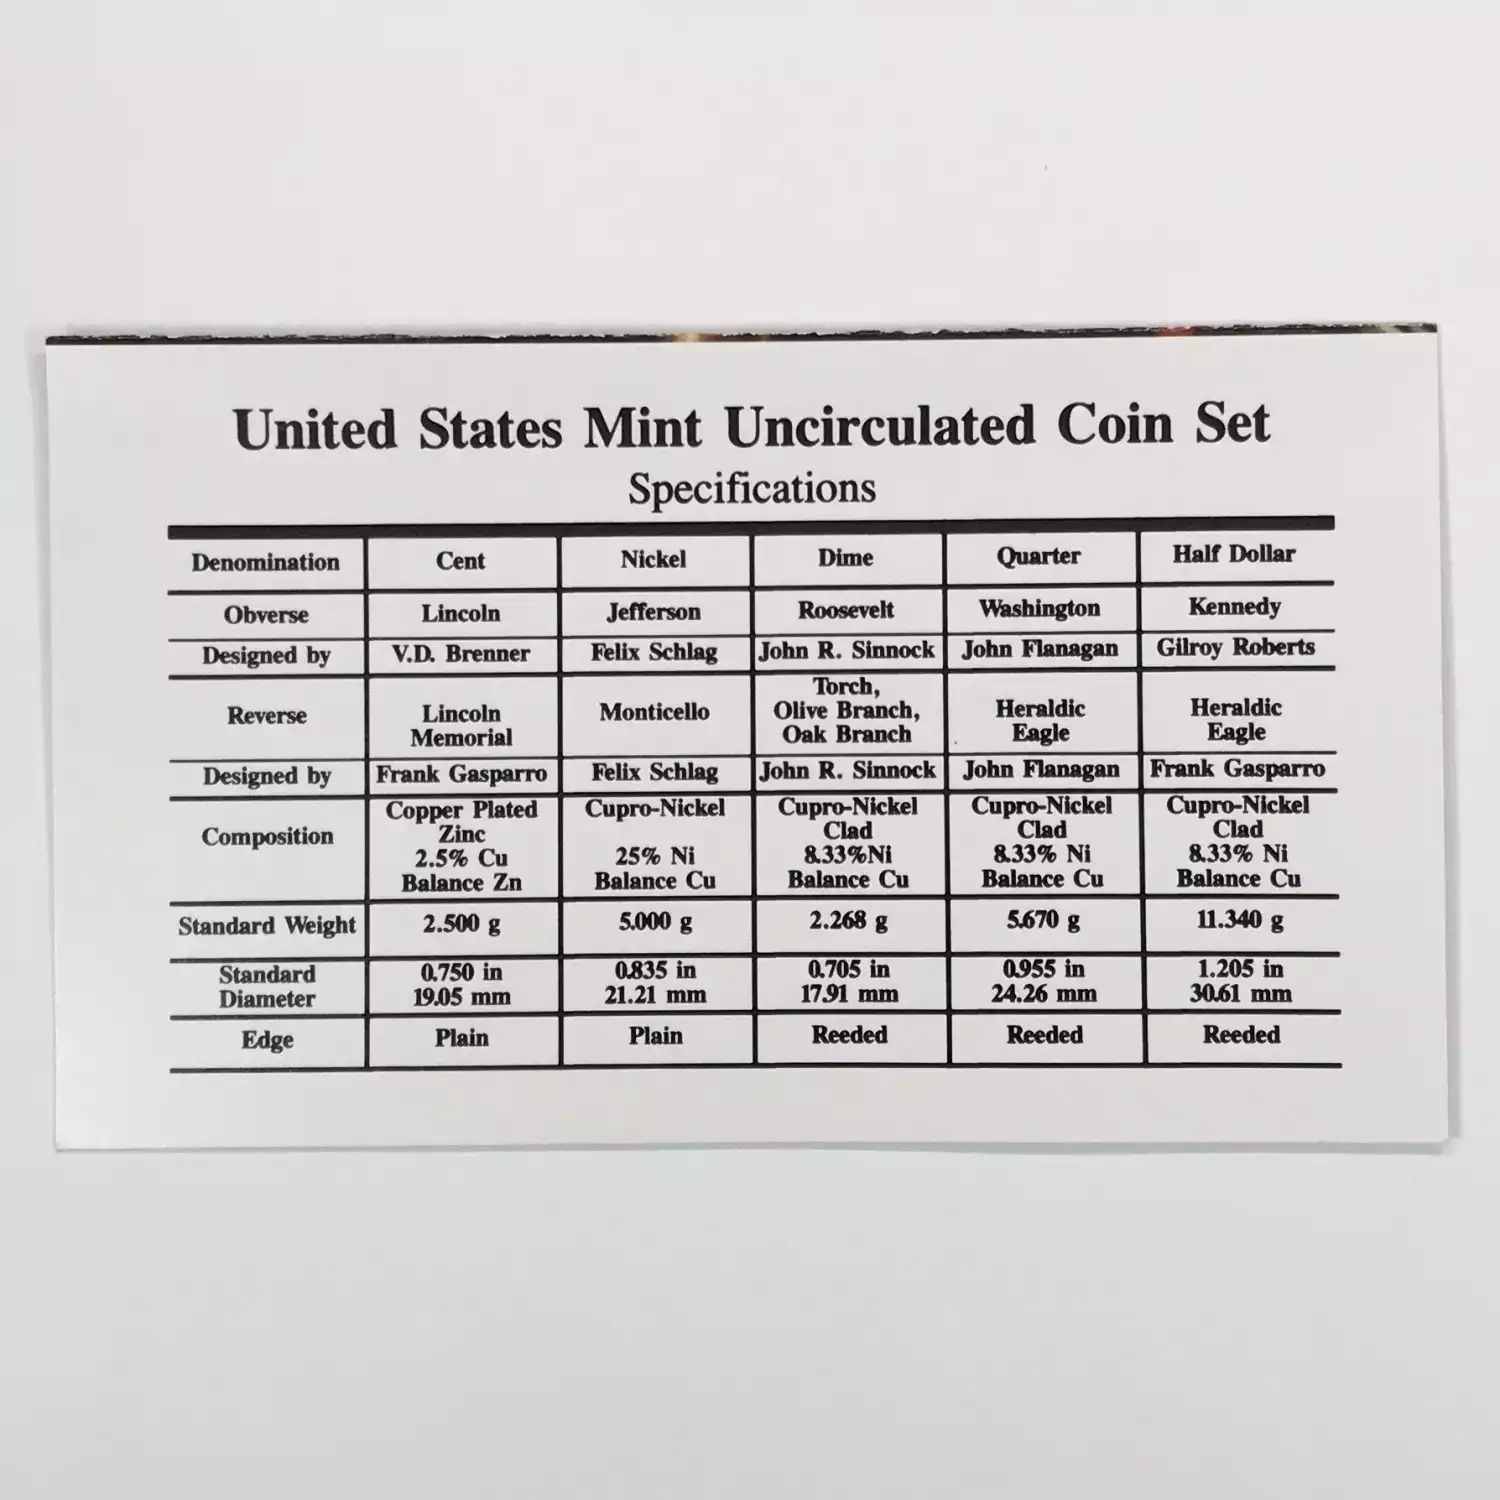 United States Mint Uncirculated Coin Set
Specifications
Denomination Cent Nickel Dime Quarter Half Dollar
Obverse Lincoln Jefferson Roosevelt Washington Kennedy
Designed by V.D. Brenner Felix Schlag John R. Sinnock John Flanagan Gilroy Roberts
Reverse Lincoln Memorial Monticello Torch, Olive Branch, Oak Branch Heraldic Eagle Heraldic Eagle
Designed by Frank Gasparro Felix Schlag John R. Sinnock John Flanagan Frank Gasparro
Composition Copper Plated Zinc 2.5% Cu Balance Zn Cupro-Nickel 25% Ni Balance Cu Cupro-Nickel Clad 8.33%Ni Balance Cu Cupro-Nickel Clad 8.33% Ni Balance Cu Cupro-Nickel Clad 8.33% Ni Balance Cu
Standard Weight 2.500 g 5.000 g 2.268 g 5.670 g 11.340 g
Standard Diameter 0.750 in 19.05 mm 0.835 in 21.21 mm 0.705 in 17.91 mm 0.955 in 24.26 mm 1.205 in 30.61 mm
Edge Plain Plain Reeded Reeded Reeded